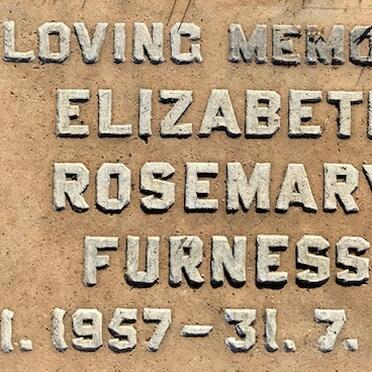 LOVING MEMO
ELIZABET
ROSEMARY
FURNESS
1. 1957-31. 7.